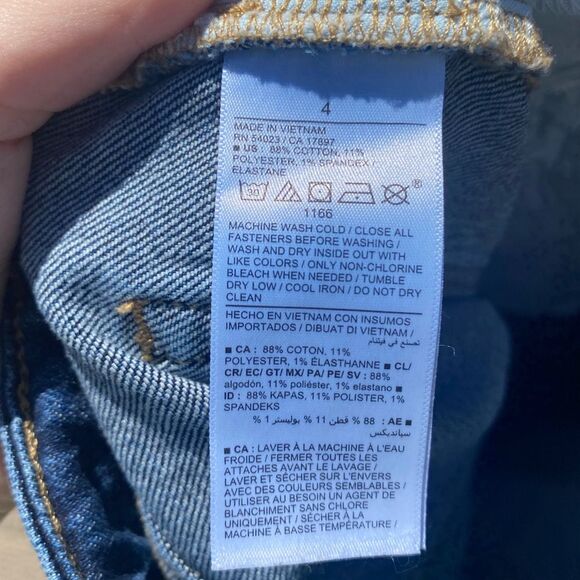 4
MADE IN VIETNAM
RN 54023 / CA 17897
■ US : 88% COTTON, 11%
POLYESTER, 1% SPANDEX /
ELASTANE
30 ®
1166
MACHINE WASH COLD / CLOSE ALL
FASTENERS BEFORE WASHING /
WASH AND DRY INSIDE OUT WITH
LIKE COLORS / ONLY NON-CHLORINE
BLEACH WHEN NEEDED / TUMBLE
DRY LOW / COOL IRON / DO NOT DRY
CLEAN
HECHO EN VIETNAM CON INSUMOS
IMPORTADOS / DIBUAT DI VIETNAM /
تصنع في فيتنام
■ CA : 88% COTON, 11%
POLYESTER, 1% ÉLASTHANNE ■ CL/
CR/ EC/ GT/ MX/ PA/ PE/ SV : 88%
algodón, 11% poliéster, 1% elastano ■
ID : 88% KAPAS, 11% POLISTER, 1%
SPANDEKS
■ AE : 88 % قطن 11 % بوليستر 1 %
سباندیكس
■ CA : LAVER À LA MACHINE À L'EAU
FROIDE / FERMER TOUTES LES
ATTACHES AVANT LE LAVAGE /
LAVER ET SÉCHER SUR L'ENVERS
AVEC DES COULEURS SEMBLABLES /
UTILISER AU BESOIN UN AGENT DE
BLANCHIMENT SANS CHLORE
UNIQUEMENT / SÉCHER À LA
MACHINE À BASSE TEMPÉRATURE /